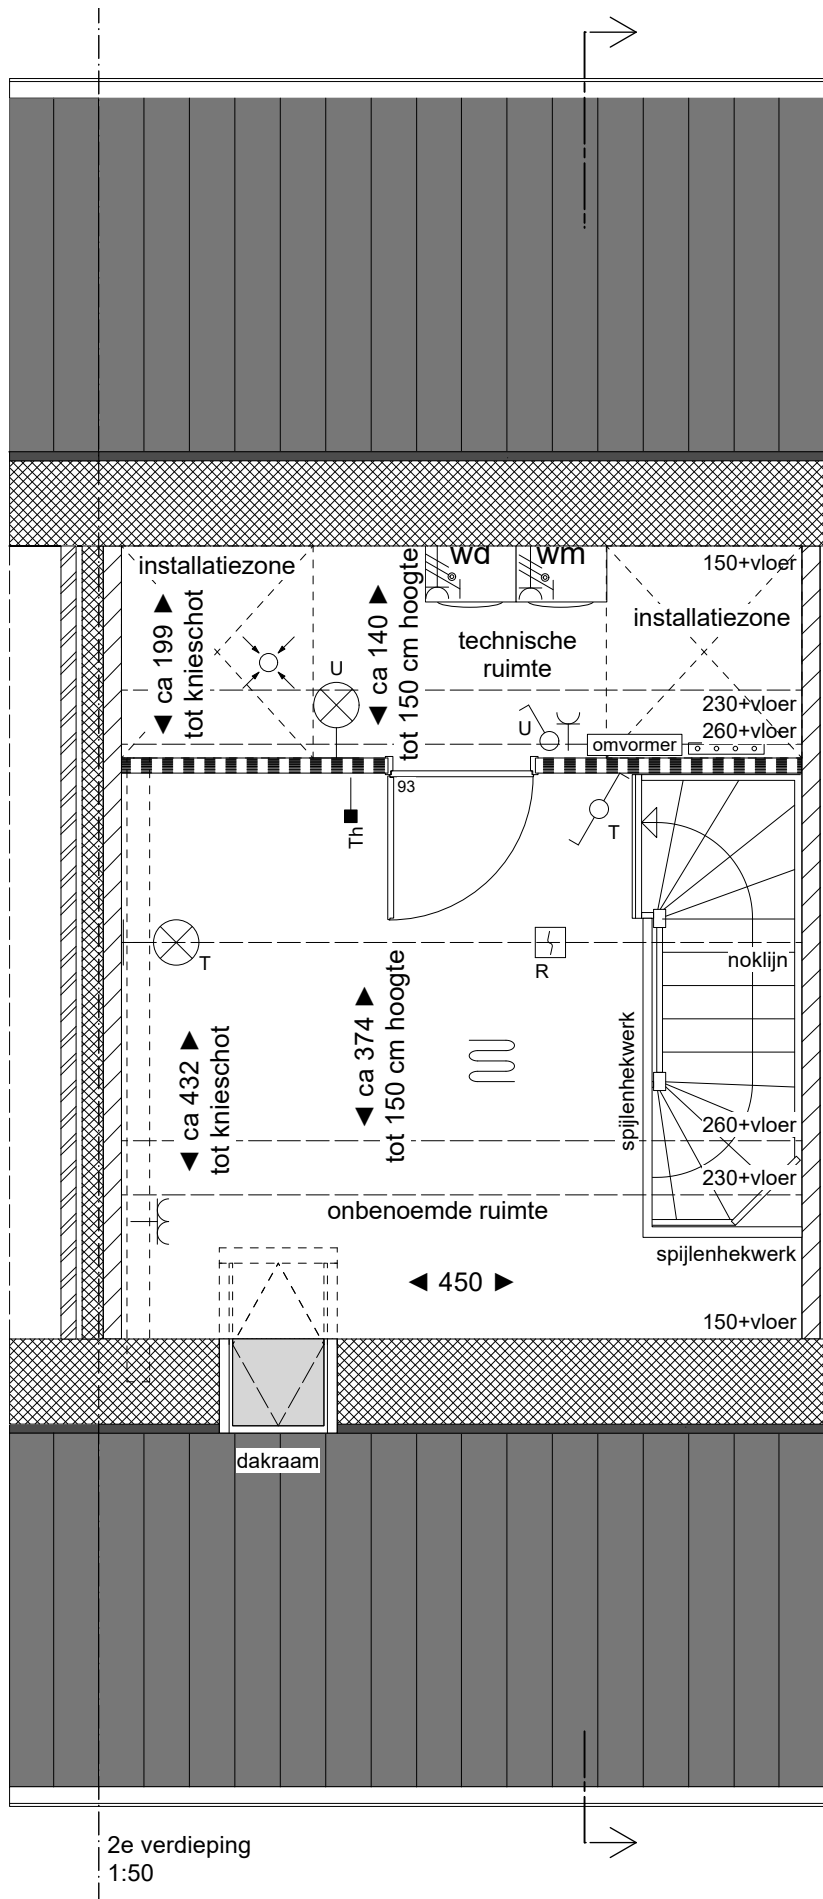 installatiezone
◄ ca 199 ►
tot knieschot
◄ ca 140 ►
tot 150 cm hoogte
wd
wm
150+vloer
installatiezone
technische
ruimte
U
230+vloer
U
260+vloer
omvormer
93
Th
T
T
R
noklijn
◄ ca 432 ►
tot knieschot
◄ ca 374 ►
tot 150 cm hoogte
spijlenhekwerk
260+vloer
230+vloer
onbenoemde ruimte
spijlenhekwerk
◄ 450 ►
150+vloer
dakraam
2e verdieping
1:50